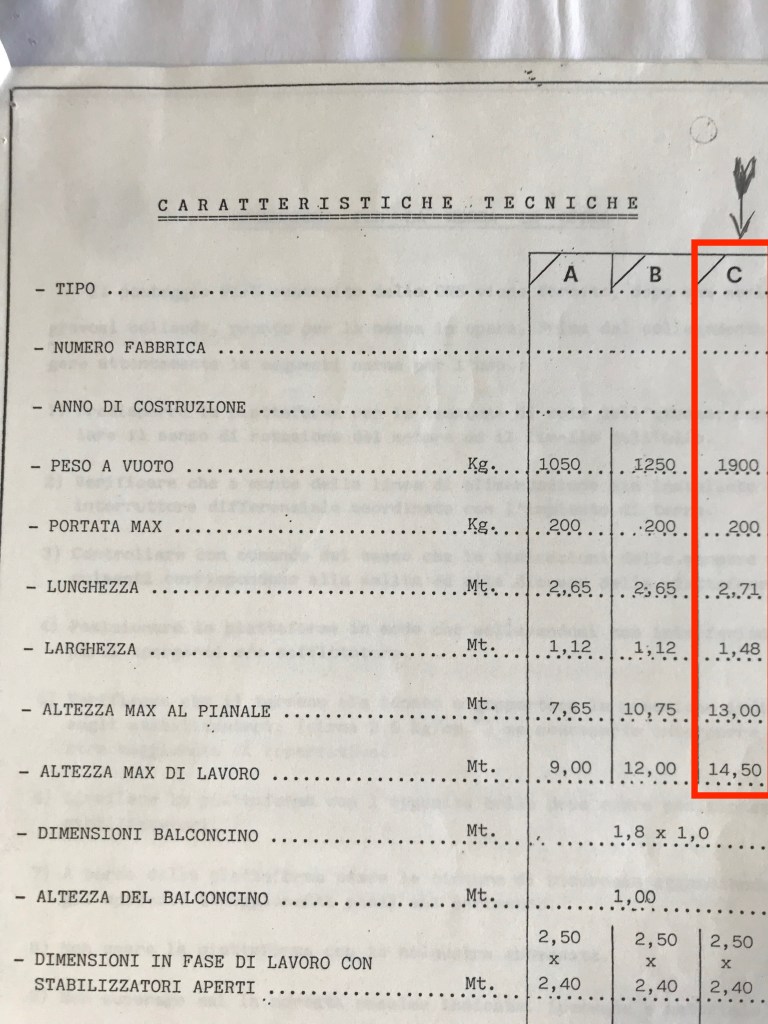 CARATTERISTICHE TECNICHE
A B C
- TIPO
- NUMERO FABBRICA
- ANNO DI COSTRUZIONE
- PESO A VUOTO Kg. 1050 1250 1900
- PORTATA MAX Kg. 200 200 200
- LUNGHEZZA Mt. 2,65 2,65 2,71
- LARGHEZZA Mt. 1,12 1,12 1,48
- ALTEZZA MAX AL PIANALE Mt. 7,65 10,75 13,00
- ALTEZZA MAX DI LAVORO Mt. 9,00 12,00 14,50
- DIMENSIONI BALCONCINO Mt. 1,8 x 1,0
- ALTEZZA DEL BALCONCINO Mt. 1,00
2,50 2,50 2,50
- DIMENSIONI IN FASE DI LAVORO CON x x x
STABILIZZATORI APERTI Mt. 2,40 2,40 2,40